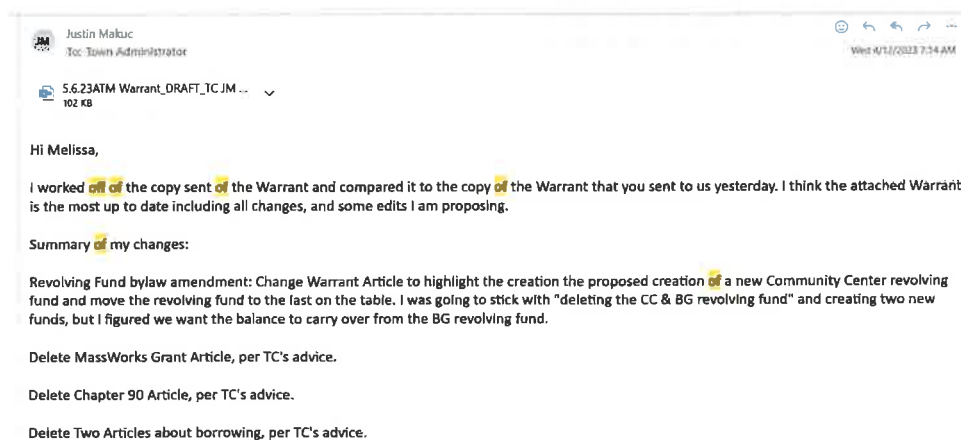 JM
Justin Makuc
To: Town Administrator
Wed 4/12/2023 7:14 AM
5.6.23ATM Warrant_DRAFT_TC JM ...
102 KB
Hi Melissa,
I worked off of the copy sent of the Warrant and compared it to the copy of the Warrant that you sent to us yesterday. I think the attached Warrant
is the most up to date including all changes, and some edits I am proposing.
Summary of my changes:
Revolving Fund bylaw amendment: Change Warrant Article to highlight the creation the proposed creation of a new Community Center revolving
fund and move the revolving fund to the last on the table. I was going to stick with "deleting the CC & BG revolving fund" and creating two new
funds, but I figured we want the balance to carry over from the BG revolving fund.
Delete MassWorks Grant Article, per TC's advice.
Delete Chapter 90 Article, per TC's advice.
Delete Two Articles about borrowing, per TC's advice.